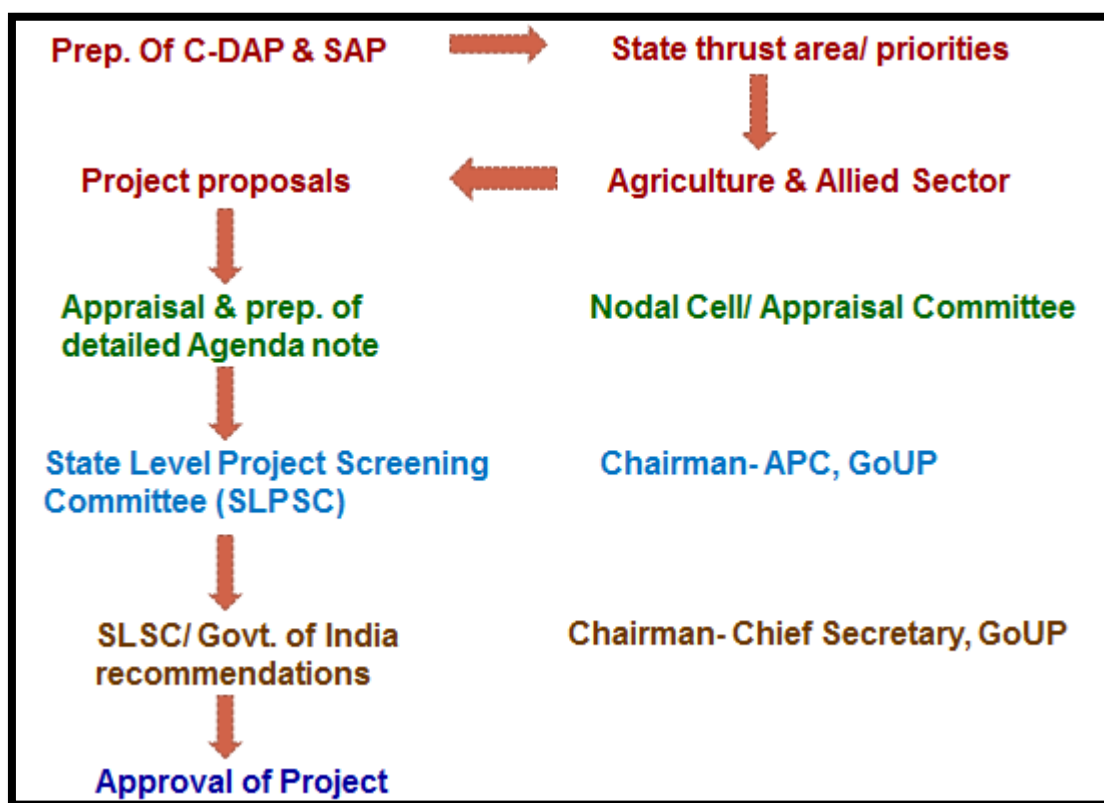 Prep. Of C-DAP & SAP
State thrust area/ priorities
Project proposals
Agriculture & Allied Sector
Appraisal & prep. of
detailed Agenda note
Nodal Cell/ Appraisal Committee
State Level Project Screening
Committee (SLPSC)
Chairman- APC, GoUP
SLSC/ Govt. of India
recommendations
Chairman- Chief Secretary, GoUP
Approval of Project